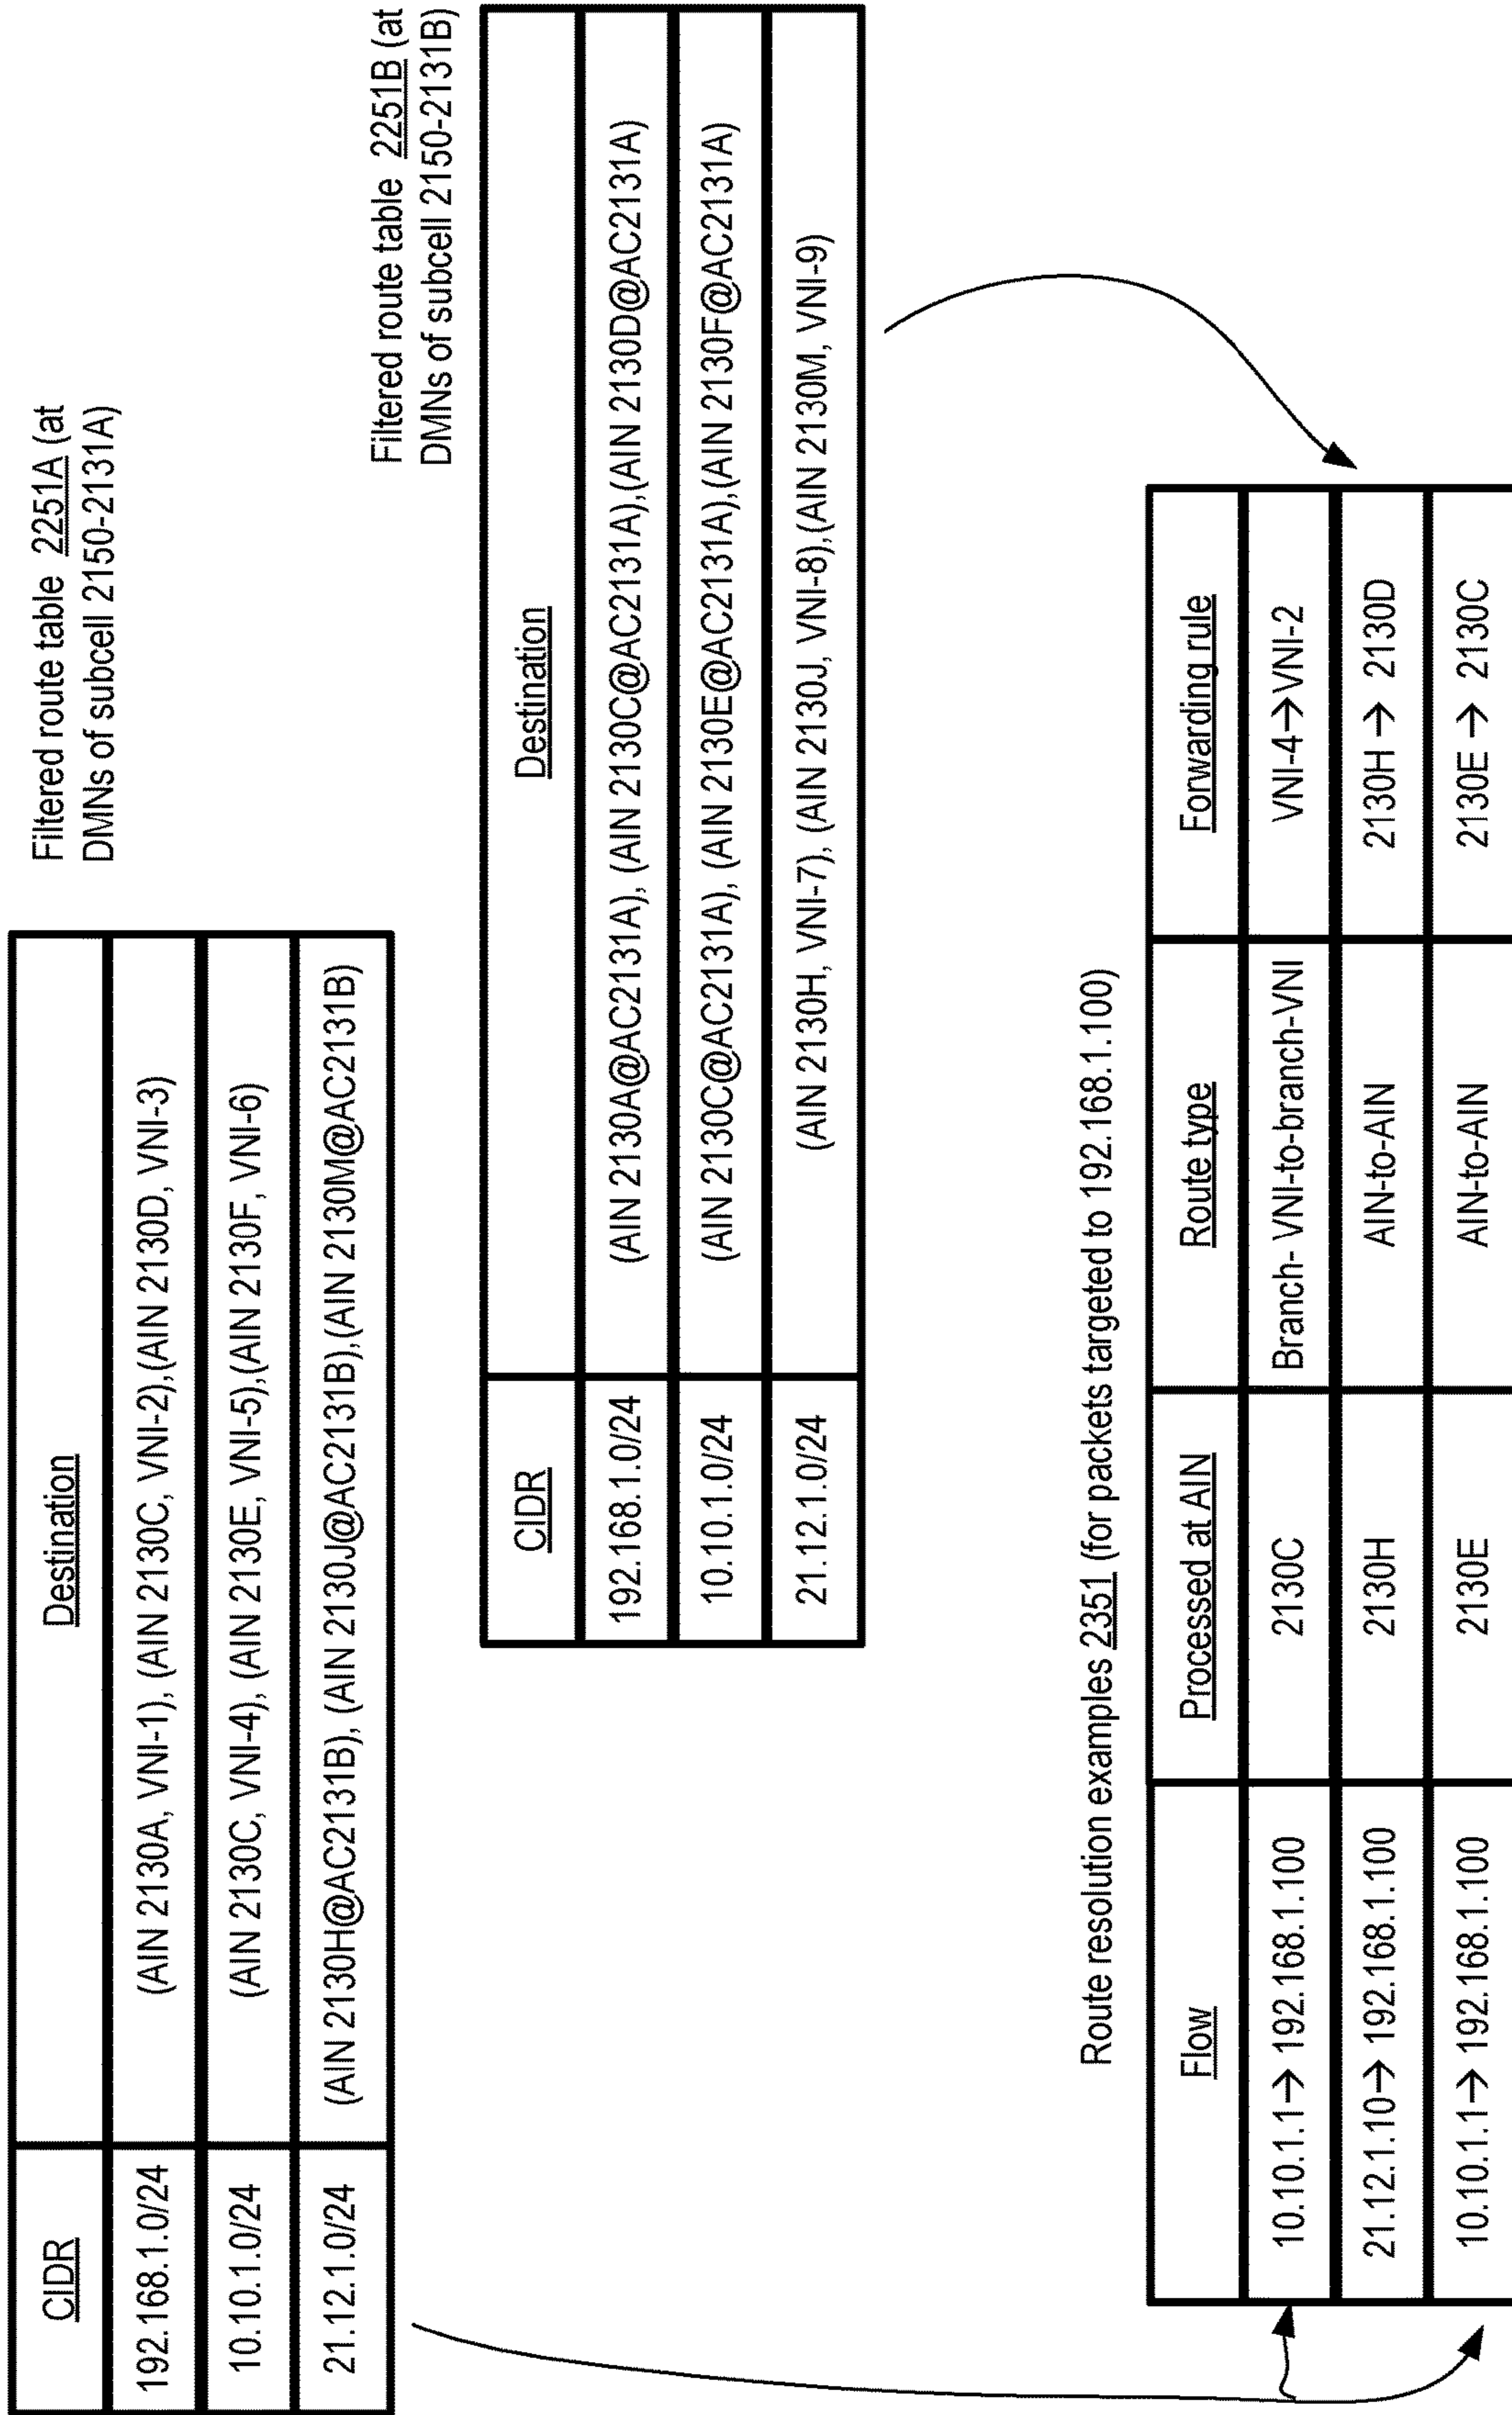 Filtered route table 2251A (at
DMNs of subcell 2150-2131A)
CIDR Destination
192.168.1.0/24 (AIN 2130A, VNI-1), (AIN 2130C, VNI-2),(AIN 2130D, VNI-3)
10.10.1.0/24 (AIN 2130C, VNI-4), (AIN 2130E, VNI-5),(AIN 2130F, VNI-6)
21.12.1.0/24 (AIN 2130H@AC2131B), (AIN 2130J@AC2131B),(AIN 2130M@AC2131B)
Filtered route table 2251B (at
DMNs of subcell 2150-2131B)
CIDR Destination
192.168.1.0/24 (AIN 2130A@AC2131A), (AIN 2130C@AC2131A),(AIN 2130D@AC2131A)
10.10.1.0/24 (AIN 2130C@AC2131A), (AIN 2130E@AC2131A),(AIN 2130F@AC2131A)
21.12.1.0/24 (AIN 2130H, VNI-7), (AIN 2130J, VNI-8),(AIN 2130M, VNI-9)
Route resolution examples 2351 (for packets targeted to 192.168.1.100)
Flow Processed at AIN Route type Forwarding rule
10.10.1.1→ 192.168.1.100 2130C Branch- VNI-to-branch-VNI VNI-4→VNI-2
21.12.1.10→ 192.168.1.100 2130H AIN-to-AIN 2130H → 2130D
10.10.1.1→ 192.168.1.100 2130E AIN-to-AIN 2130E → 2130C